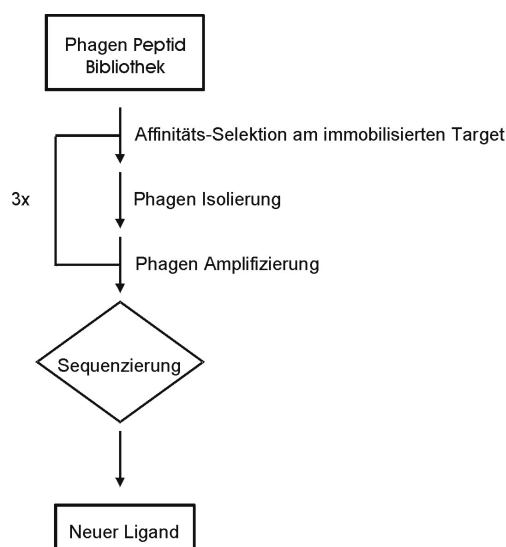 Phagen Peptid
Bibliothek
Affinitäts-Selektion am immobilisierten Target
3x
Phagen Isolierung
Phagen Amplifizierung
Sequenzierung
Neuer Ligand